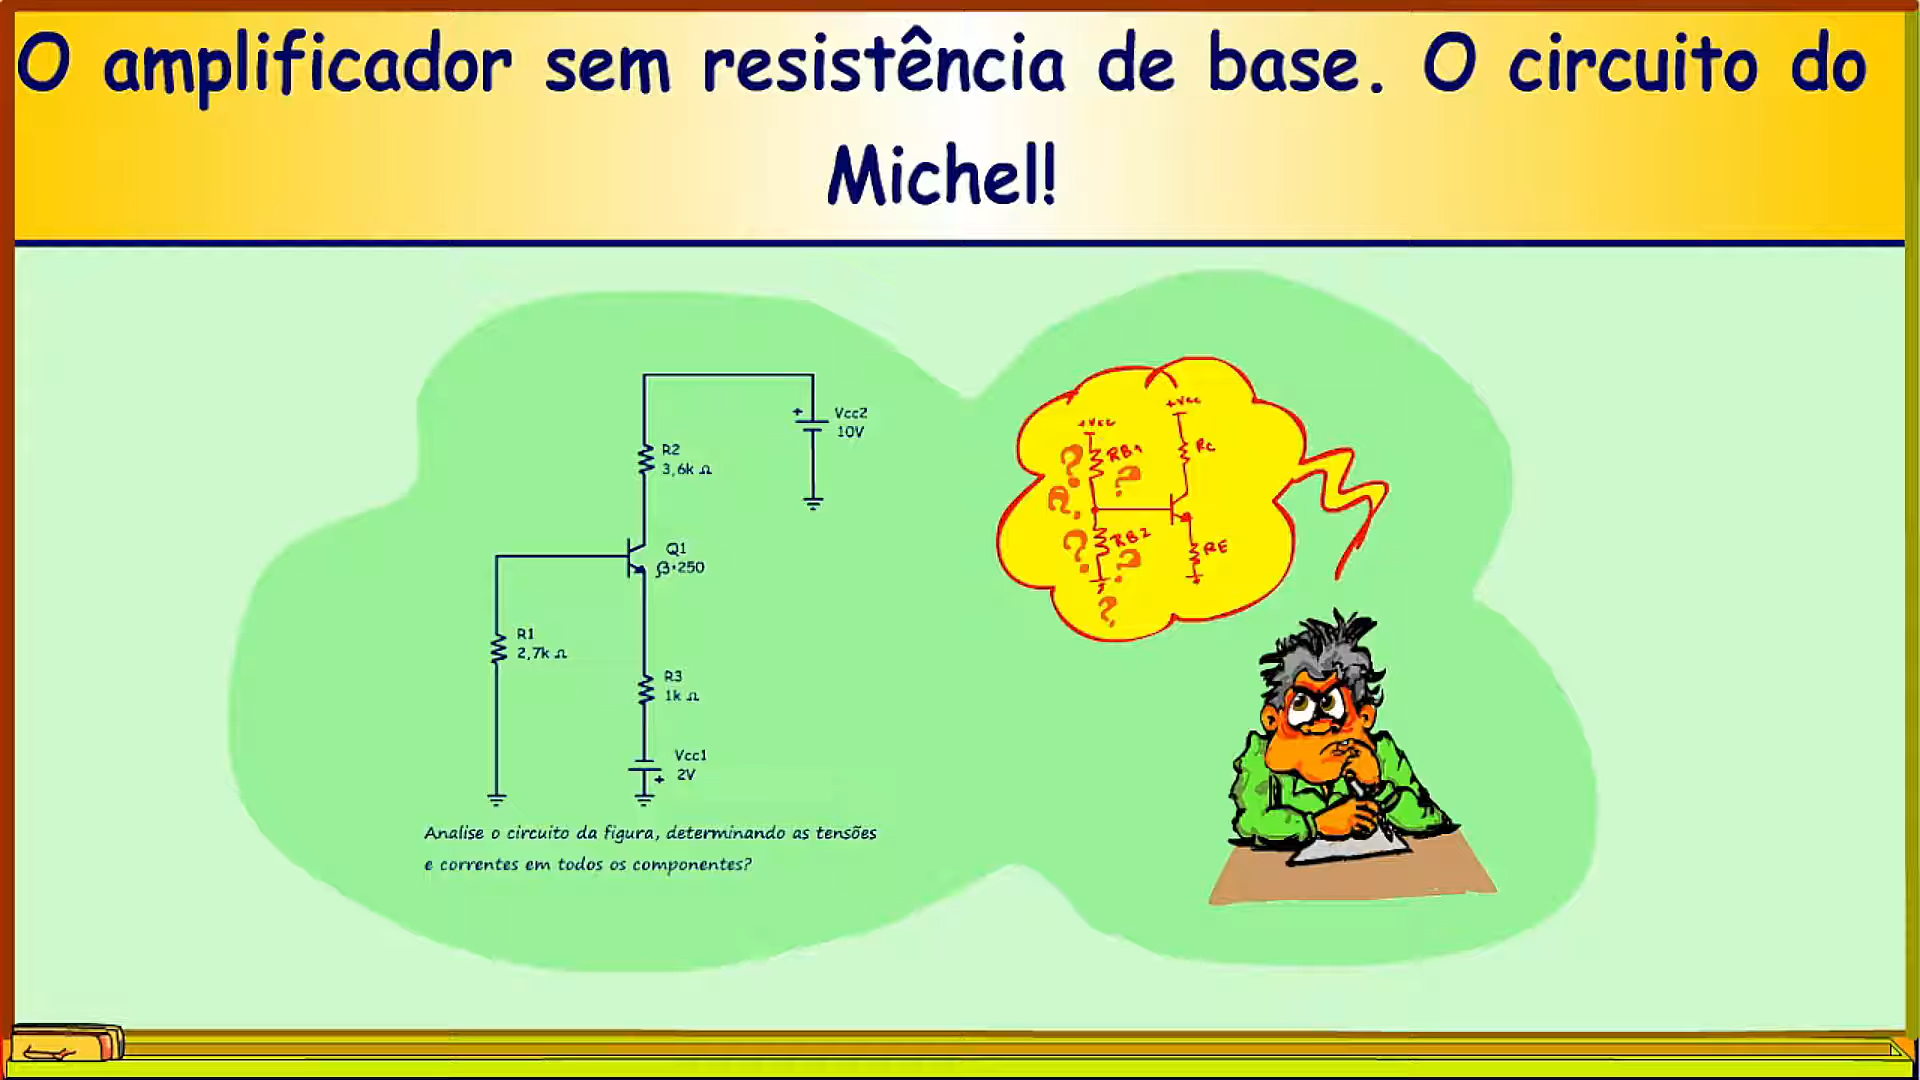 O amplificador sem resistência de base. O circuito do
Michel!
Vcc2
10V
R2
3,6k Ω
Q1
β·250
R1
2,7k Ω
R3
1k Ω
Vcc1
2V
Analise o circuito da figura, determinando as tensões
e correntes em todos os componentes?
+Vcc
+Vcc
RB1
RC
RB2
RE
? ? ? ? ? ? ?